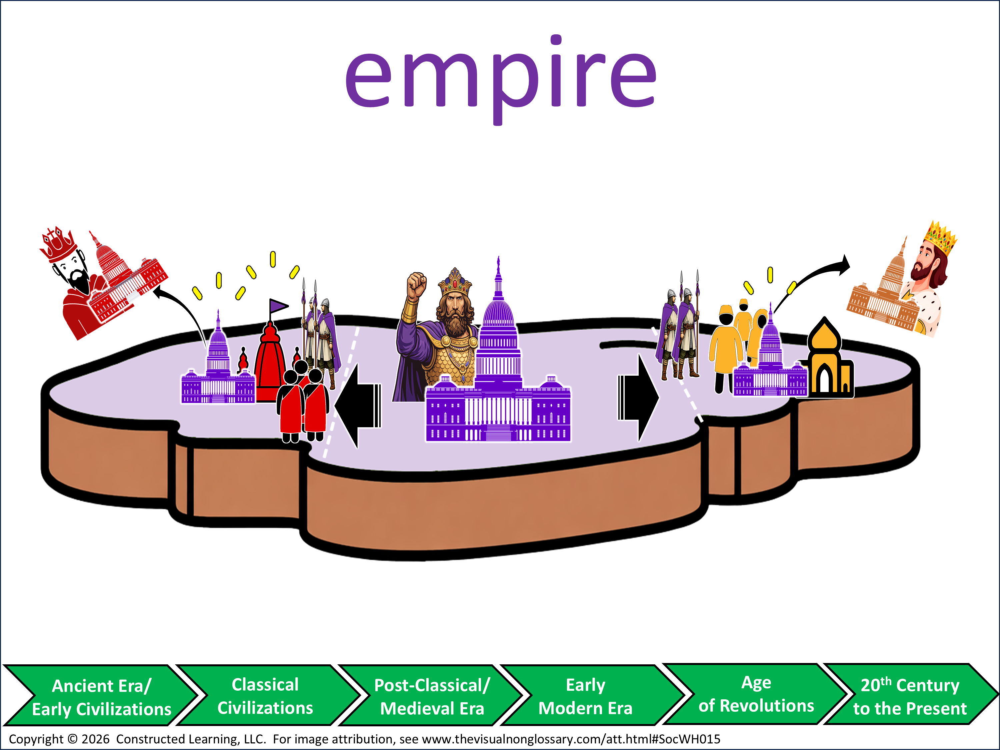 empire
Ancient Era/
Early Civilizations
Classical
Civilizations
Post-Classical/
Medieval Era
Early
Modern Era
Age
of Revolutions
20th Century
to the Present
Copyright © 2026 Constructed Learning, LLC. For image attribution, see www.thevisualnonglossary.com/att.html#SocWH015